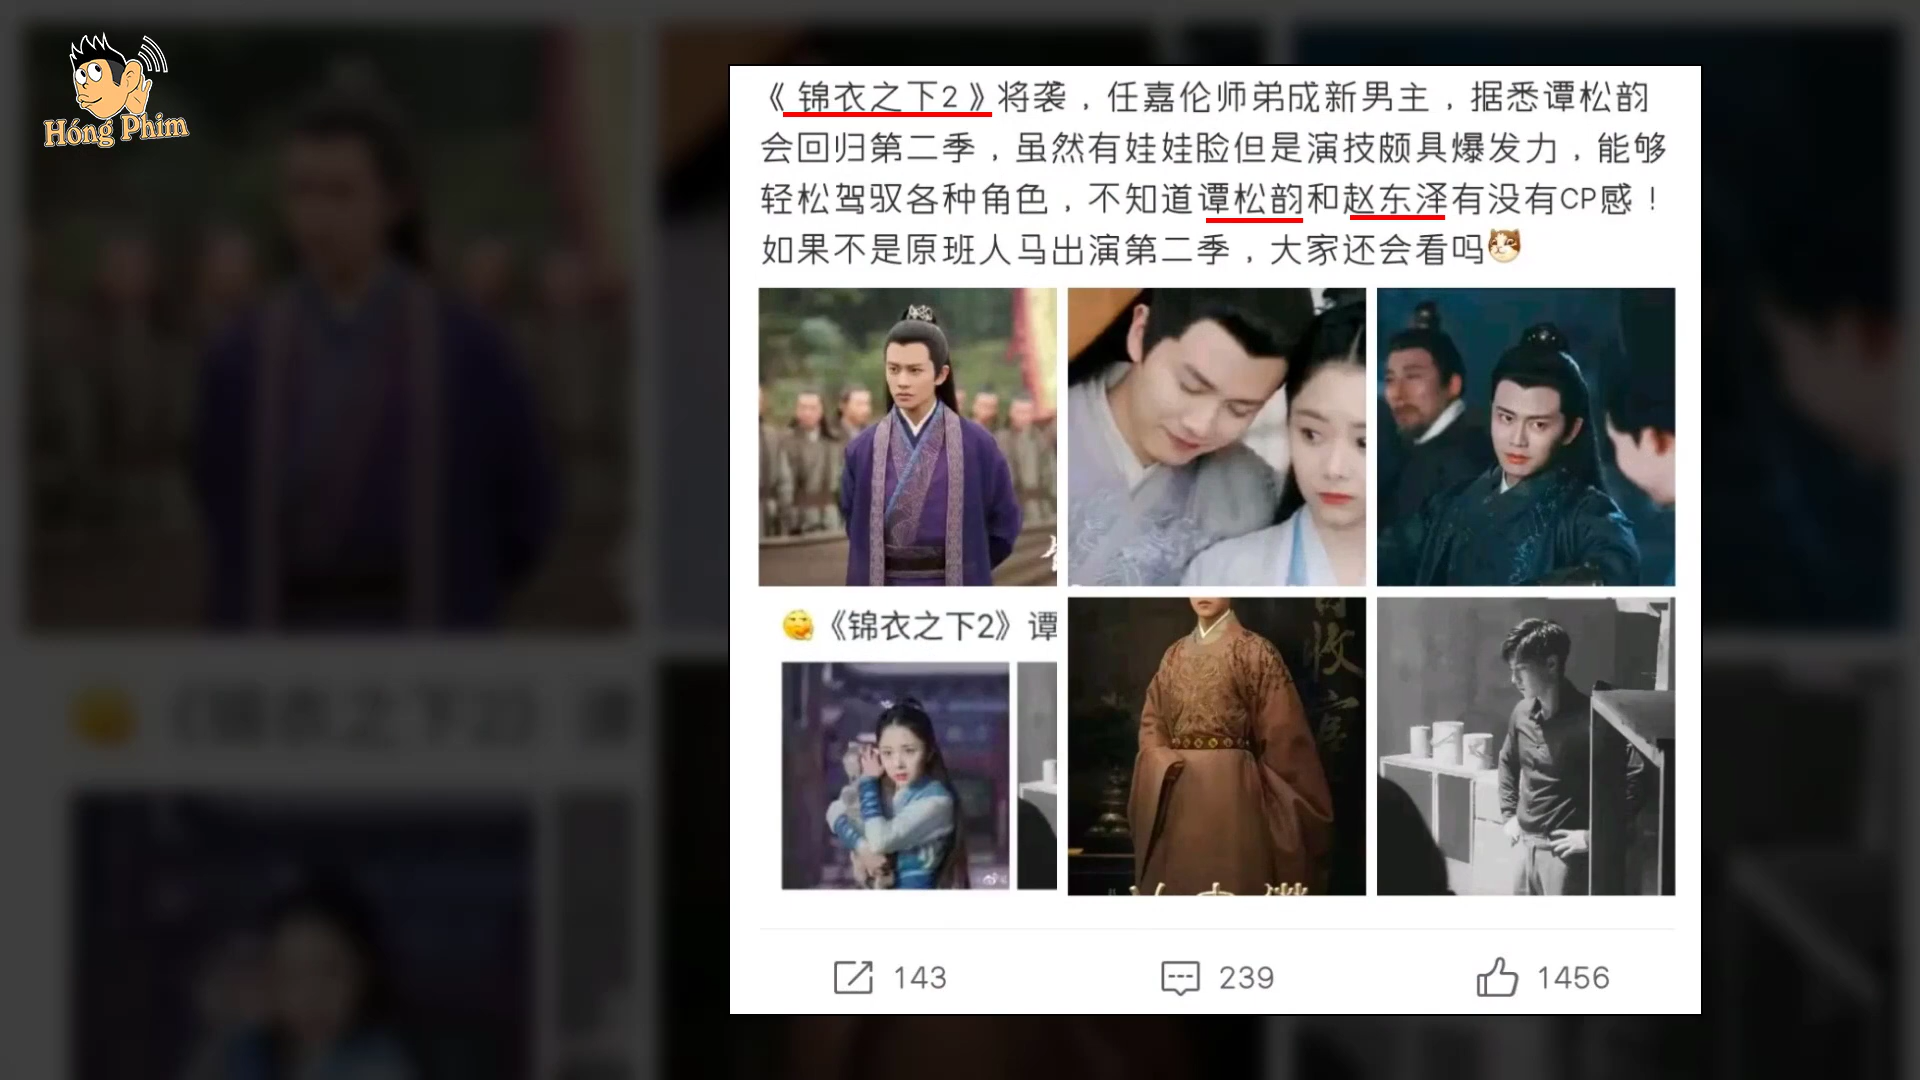 Hóng Phim
《锦衣之下2》将袭，任嘉伦师弟成新男主，据悉谭松韵
会回归第二季，虽然有娃娃脸但是演技颇具爆发力，能够
轻松驾驭各种角色，不知道谭松韵和赵东泽有没有CP感！
如果不是原班人马出演第二季，大家还会看吗
《锦衣之下2》谭
收官
143
239
1456